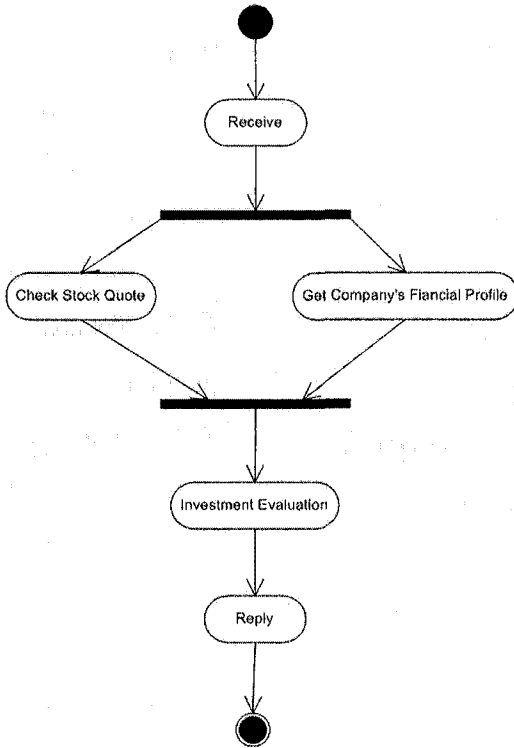 Receive
Check Stock Quote
Get Company's Fiancial Profile
Investment Evaluation
Reply